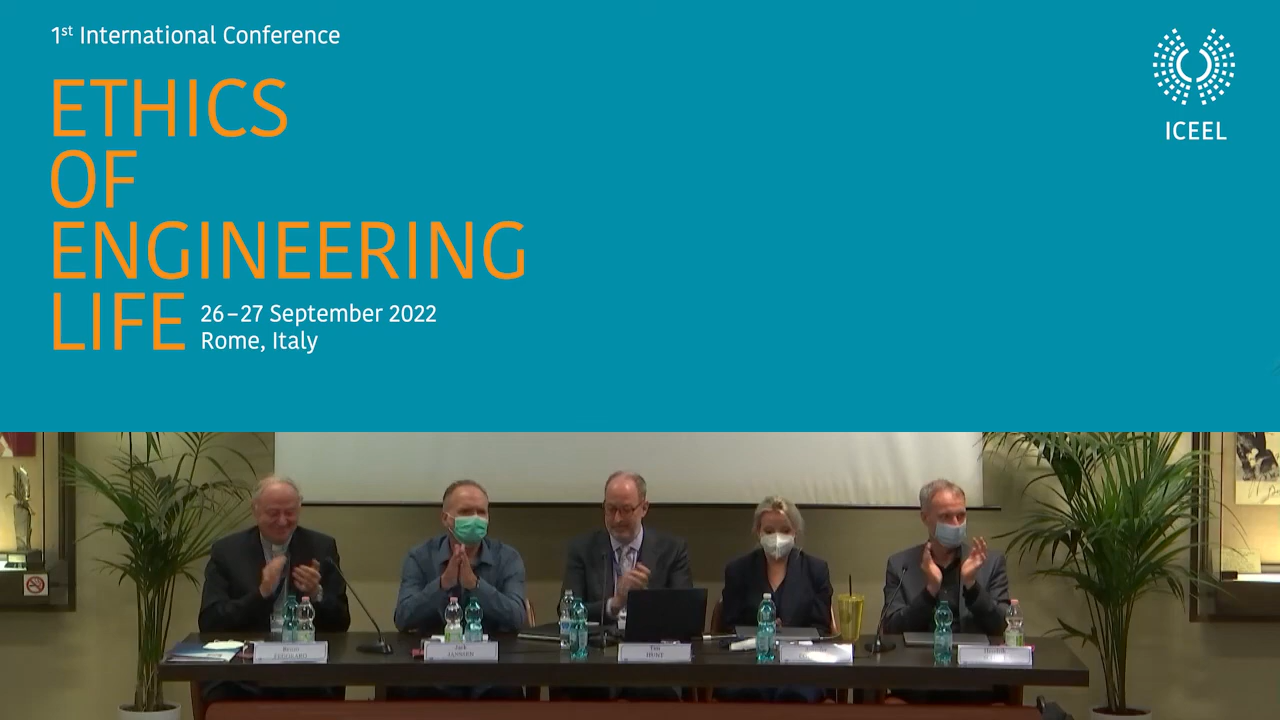 1st International Conference
ETHICS
OF
ENGINEERING
LIFE
26–27 September 2022
Rome, Italy
ICEEL
Jack
JANSSEN
Tim
HUNT